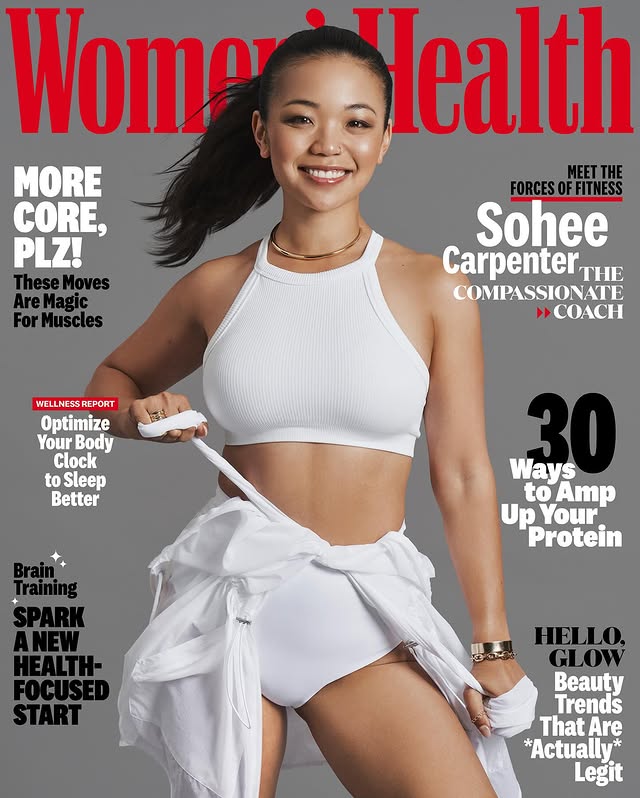 Women's Health
MORE
CORE,
PLZ!
These Moves
Are Magic
For Muscles
MEET THE
FORCES OF FITNESS
Sohee
Carpenter THE
COMPASSIONATE
COACH
WELLNESS REPORT
Optimize
Your Body
Clock
to Sleep
Better
30
Ways
to Amp
Up Your
Protein
Brain
Training
SPARK
A NEW
HEALTH-
FOCUSED
START
HELLO,
GLOW
Beauty
Trends
That Are
*Actually*
Legit